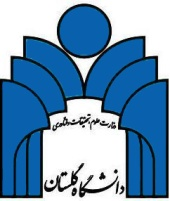 وزارت علوم، تحقیقات و فناوری
دانشگاه گلستان